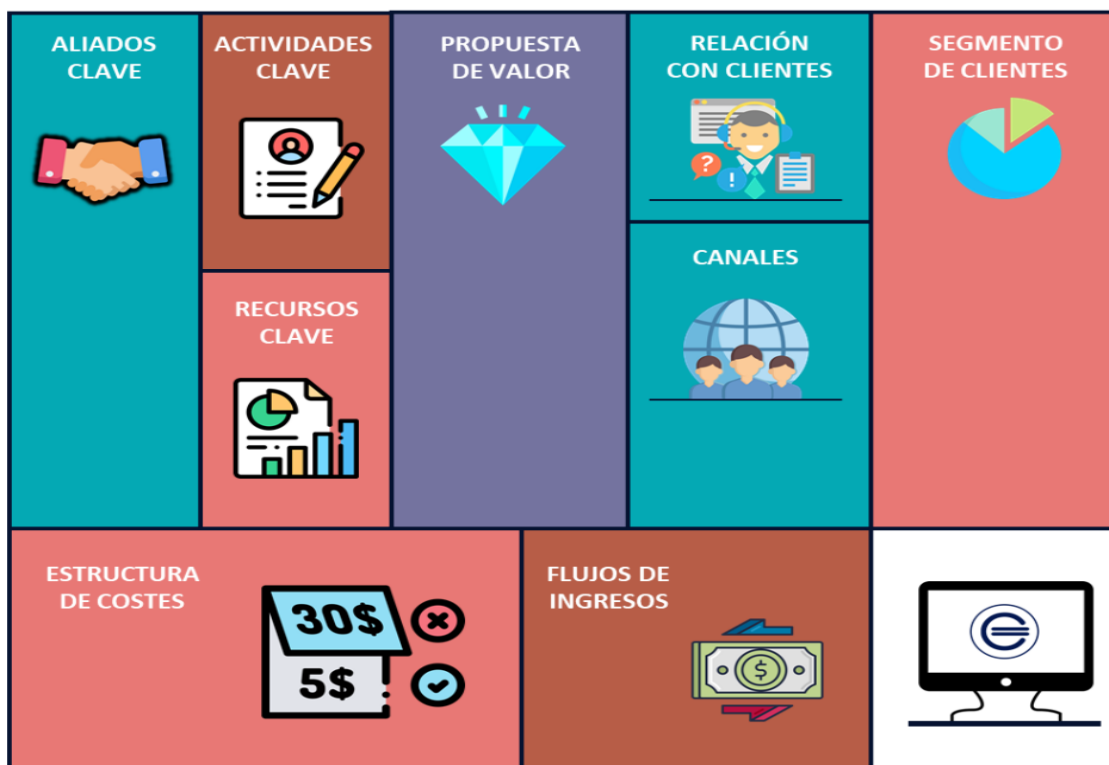 ALIADOS
CLAVE
ACTIVIDADES
CLAVE
PROPUESTA
DE VALOR
RELACIÓN
CON CLIENTES
?
!
SEGMENTO
DE CLIENTES
RECURSOS
CLAVE
CANALES
ESTRUCTURA
DE COSTES
30$
5$
FLUJOS DE
INGRESOS
$